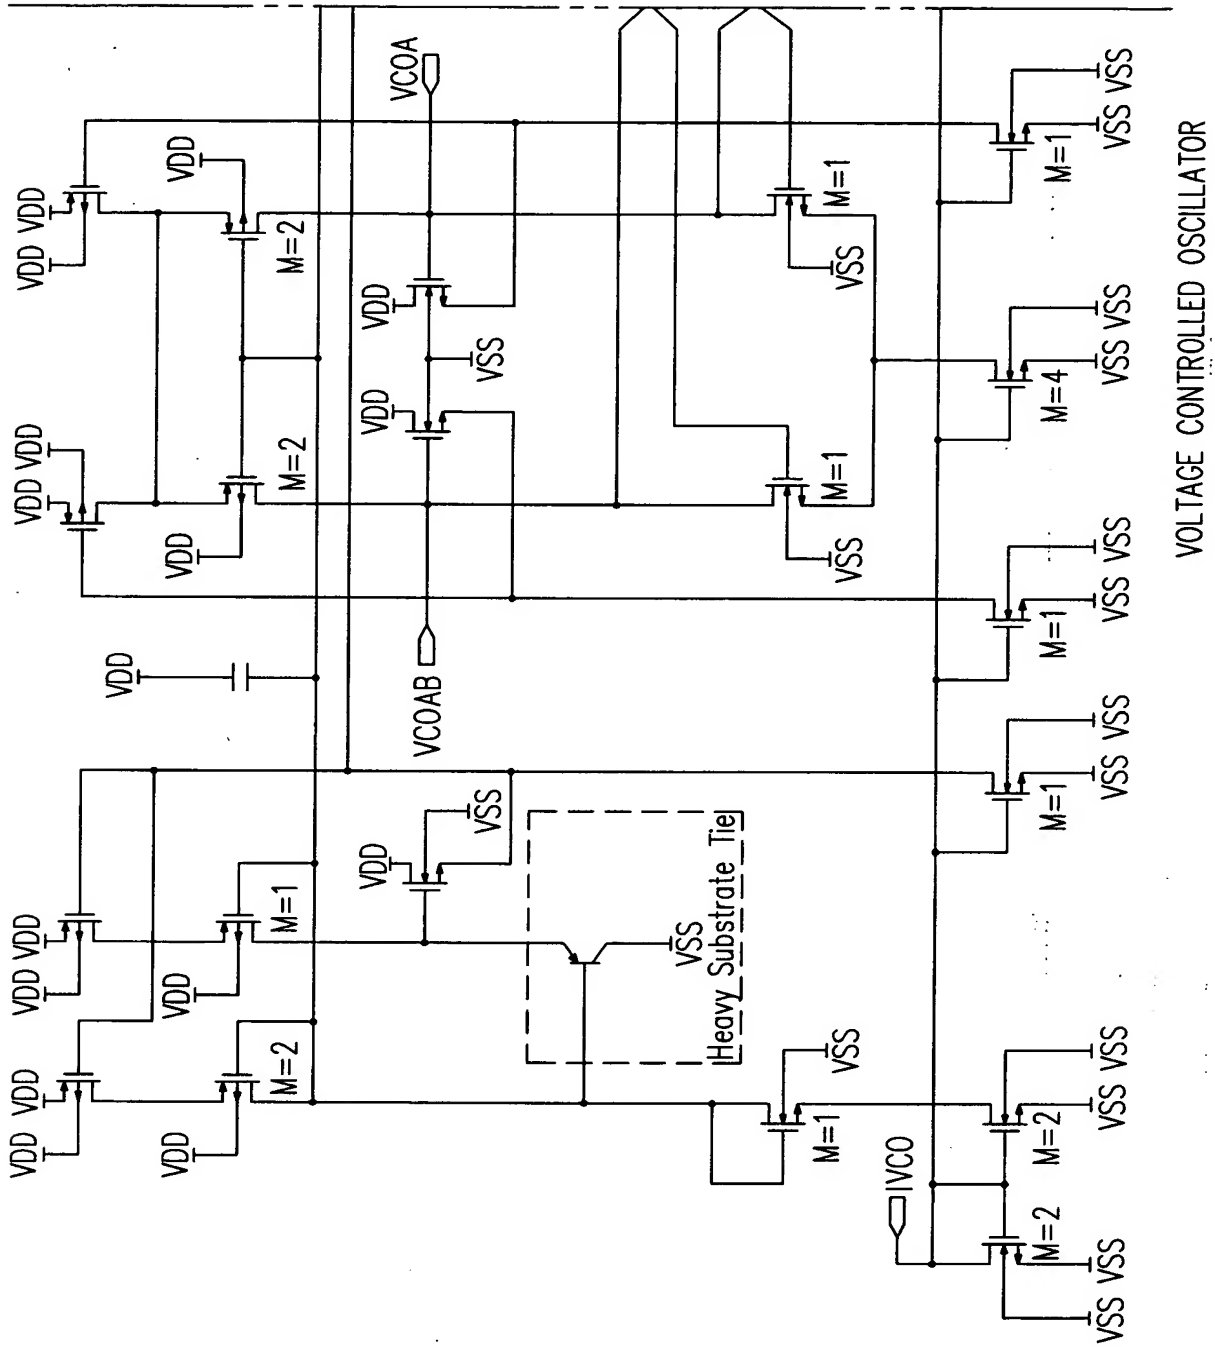 VDD VDD VDD VDD VDD VDD VDD VDD
VDD
VDD VDD VDD VDD
M=2 M=1 M=2 M=2
VDD VDD VDD
VCOA
VCOAB
VSS VSS
VSS
Heavy Substrate Tie
M=1 M=1 M=1
VSS VSS VSS
IVCO
M=2 M=2 M=1 M=1 M=4 M=1
VSS VSS VSS VSS VSS VSS VSS VSS VSS VSS VSS VSS
VOLTAGE CONTROLLED OSCILLATOR